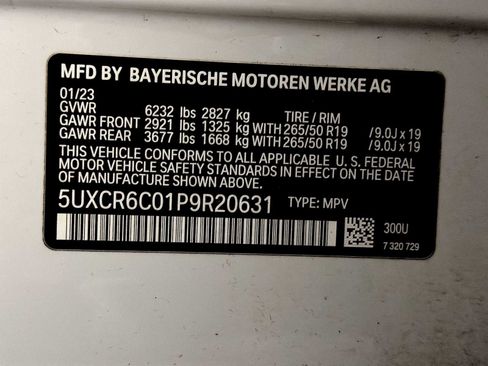 MFD BY BAYERISCHE MOTOREN WERKE AG
01/23
GVWR 6232 lbs 2827 kg TIRE / RIM
GAWR FRONT 2921 lbs 1325 kg WITH 265/50 R19 / 9.0J x 19
GAWR REAR 3677 lbs 1668 kg WITH 265/50 R19 / 9.0J x 19
THIS VEHICLE CONFORMS TO ALL APPLICABLE U. S. FEDERAL
MOTOR VEHICLE SAFETY STANDARDS IN EFFECT ON THE DATE
OF MANUFACTURE SHOWN ABOVE.
5UXCR6C01P9R20631 TYPE: MPV
300U
7 320 729